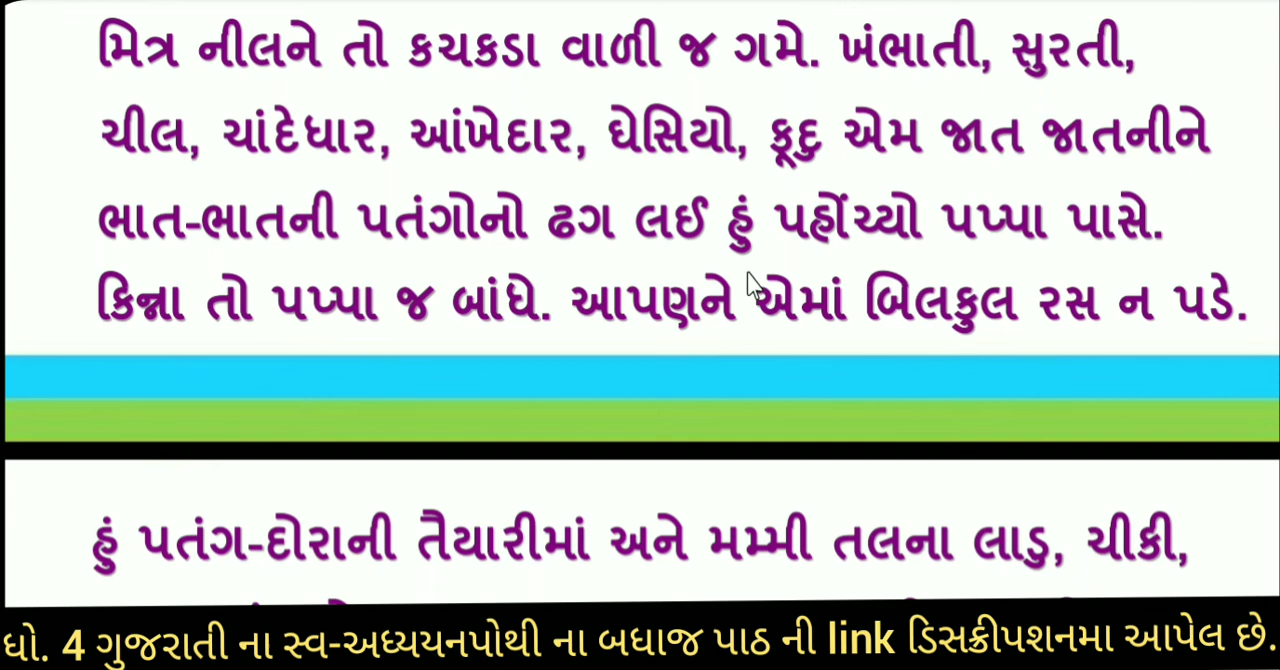 મિત્ર નીલને તો કચકડા વાળી જ ગમે. ખંભાતી, સુરતી,
ચીલ, ચાંદેધાર, આંખેદાર, ઘેસિયો, ફૂદુ એમ જાત જાતનીને
ભાત-ભાતની પતંગોનો ઢગ લઈ હું પહોંચ્યો પપ્પા પાસે.
કિન્ના તો પપ્પા જ બાંધે. આપણને એમાં બિલકુલ રસ ન પડે.
હું પતંગ-દોરાની તૈયારીમાં અને મમ્મી તલના લાડુ, ચીકી,
ધો. 4 ગુજરાતી ના સ્વ-અધ્યયનપોથી ના બધાજ પાઠ ની link ડિસક્રીપશનમા આપેલ છે.